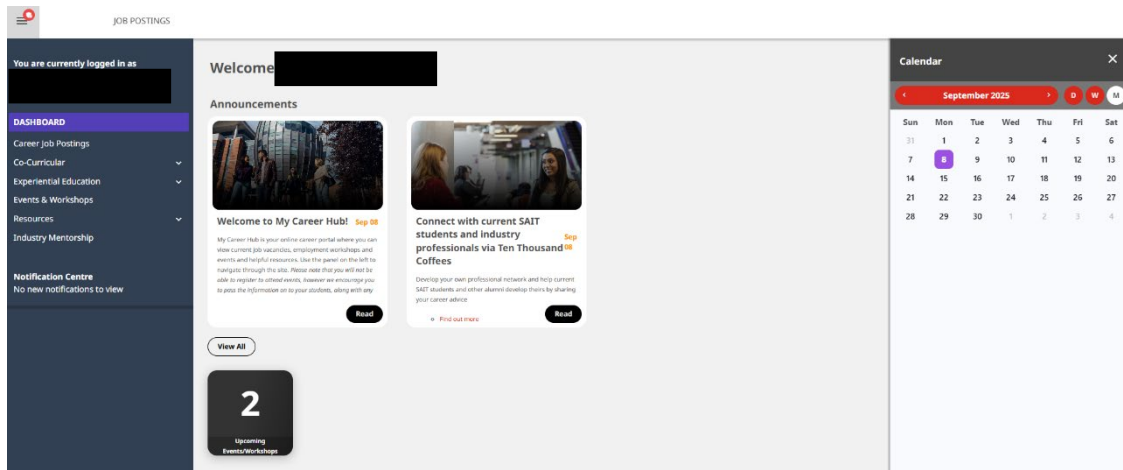 JOB POSTINGS
You are currently logged in as
DASHBOARD
Career Job Postings
Co-Curricular
Experiential Education
Events & Workshops
Resources
Industry Mentorship
Notification Centre
No new notifications to view
Welcome
Announcements
Welcome to My Career Hub! Sep 08
My Career Hub is your online career portal where you can
view current job vacancies, employment workshops and
events and helpful resources. Use the panel on the left to
navigate through the site. Please note that you will not be
able to register to attend events, however we encourage you
to pass the information on to your students, along with any
Read
Connect with current SAIT
students and industry
professionals via Ten Thousand
Coffees
Sep
08
Develop your own professional network and help current
SAIT students and other alumni develop theirs by sharing
your career advice
Find out more
Read
View All
2
Upcoming
Events/Workshops
Calendar
September 2025 D W M
Sun Mon Tue Wed Thu Fri Sat
31 1 2 3 4 5 6
7 8 9 10 11 12 13
14 15 16 17 18 19 20
21 22 23 24 25 26 27
28 29 30 1 2 3 4